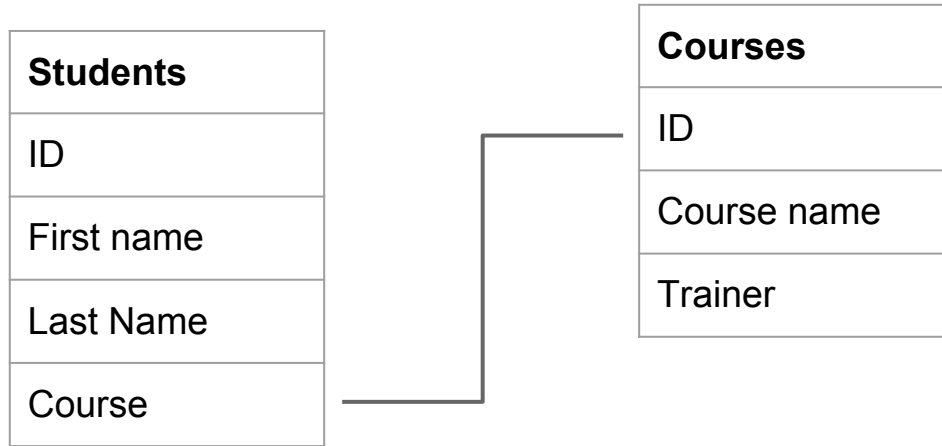 Students
ID
First name
Last Name
Course
Courses
ID
Course name
Trainer